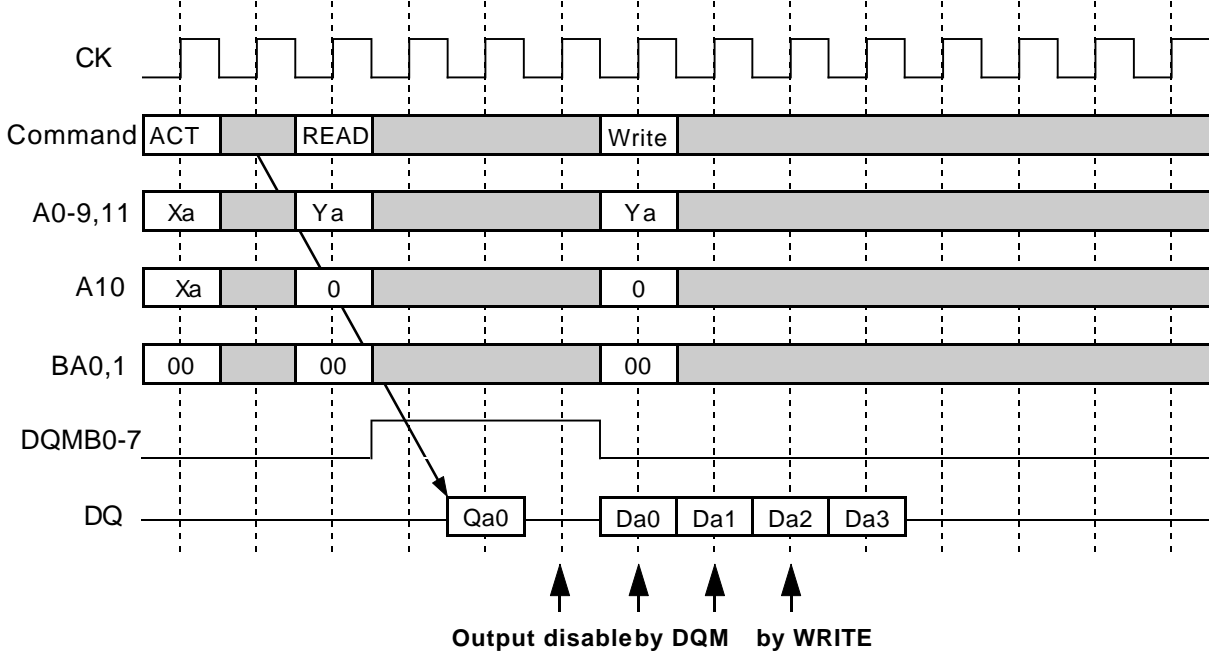 CK
Command ACT READ Write
A0-9,11 Xa Ya Ya
A10 Xa 0 0
BA0,1 00 00 00
DQMB0-7
DQ Qa0 Da0 Da1 Da2 Da3
Output disable by DQM by WRITE